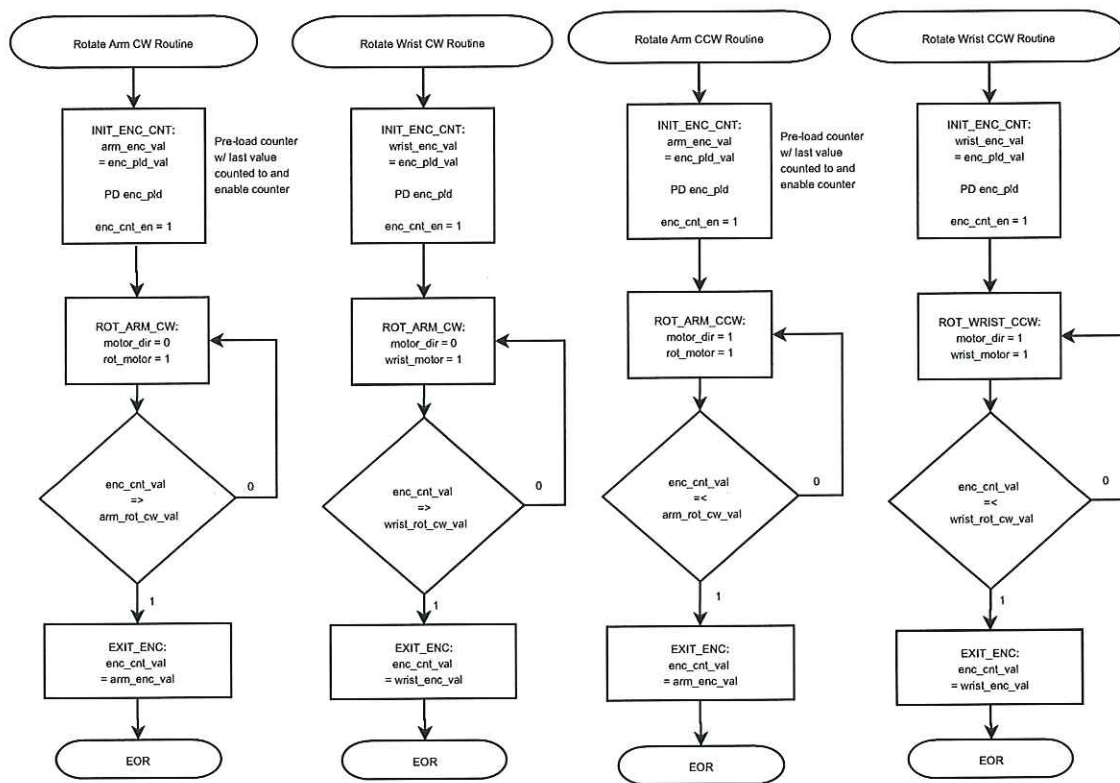 Rotate Arm CW Routine
INIT_ENC_CNT:
arm_enc_val
= enc_pld_val
PD enc_pld
enc_cnt_en = 1
Pre-load counter
w/ last value
counted to and
enable counter
ROT_ARM_CW:
motor_dir = 0
rot_motor = 1
enc_cnt_val
=>
arm_rot_cw_val
0
1
EXIT_ENC:
enc_cnt_val
= arm_enc_val
EOR
Rotate Wrist CW Routine
INIT_ENC_CNT:
wrist_enc_val
= enc_pld_val
PD enc_pld
enc_cnt_en = 1
ROT_ARM_CW:
motor_dir = 0
wrist_motor = 1
enc_cnt_val
=>
wrist_rot_cw_val
0
1
EXIT_ENC:
enc_cnt_val
= wrist_enc_val
EOR
Rotate Arm CCW Routine
INIT_ENC_CNT:
arm_enc_val
= enc_pld_val
PD enc_pld
enc_cnt_en = 1
Pre-load counter
w/ last value
counted to and
enable counter
ROT_ARM_CCW:
motor_dir = 1
rot_motor = 1
enc_cnt_val
=<
arm_rot_cw_val
0
1
EXIT_ENC:
enc_cnt_val
= arm_enc_val
EOR
Rotate Wrist CCW Routine
INIT_ENC_CNT:
wrist_enc_val
= enc_pld_val
PD enc_pld
enc_cnt_en = 1
ROT_WRIST_CCW:
motor_dir = 1
wrist_motor = 1
enc_cnt_val
=<
wrist_rot_cw_val
0
1
EXIT_ENC:
enc_cnt_val
= wrist_enc_val
EOR